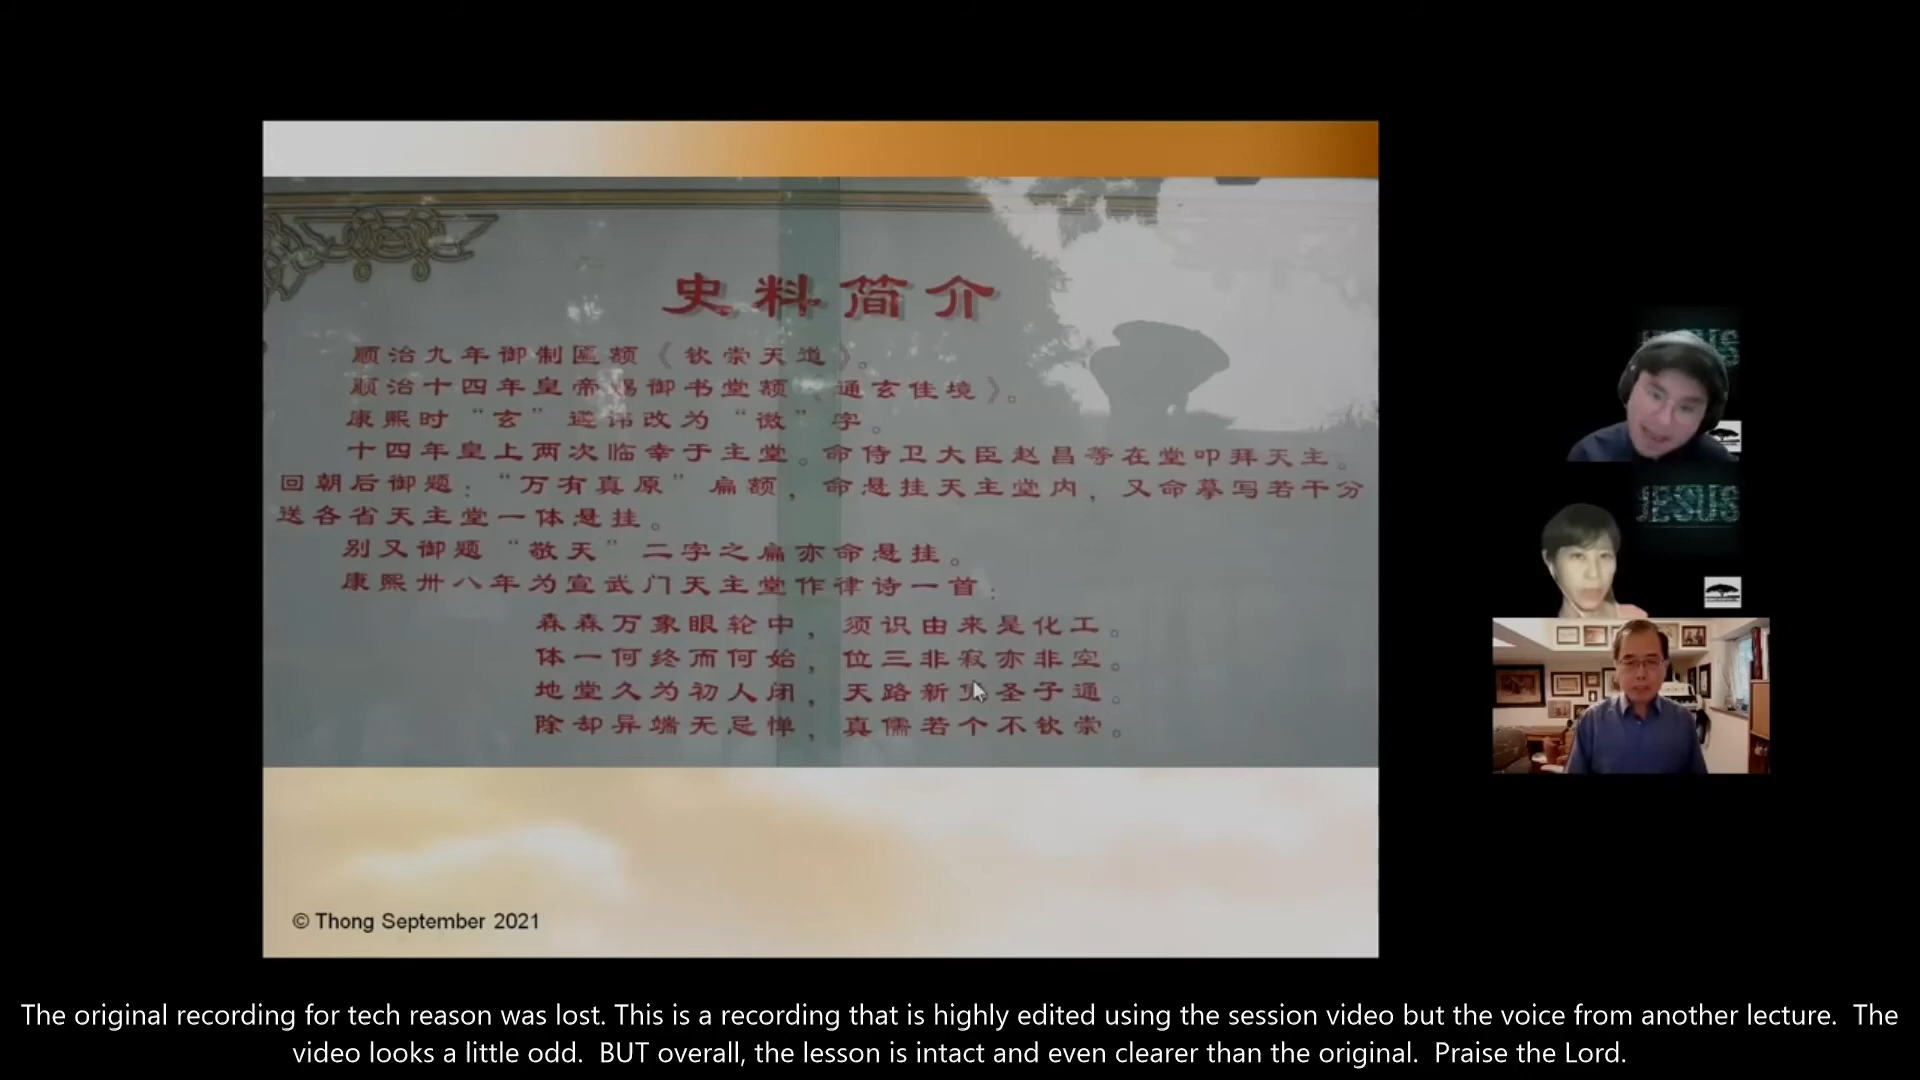 史料简介
顺治九年御制匾额《钦崇天道》。
顺治十四年皇帝赐御书堂额《通玄佳境》。
康熙时“玄”遂讳改为“微”字。
十四年皇上两次临幸于主堂。命侍卫大臣赵昌等在堂叩拜天主。
回朝后御题：“万有真原”扁额，命悬挂天主堂内，又命摹写若干分
送各省天主堂一体悬挂。
别又御题“敬天”二字之扁亦命悬挂。
康熙卅八年为宣武门天主堂作律诗一首：
森森万象眼轮中，须识由来是化工。
体一何终而何始，位三非寂亦非空。
地堂久为初人闭，天路新 圣子通。
除却异端无忌惮，真儒若个不钦崇。
© Thong September 2021
JESUS
JESUS
The original recording for tech reason was lost. This is a recording that is highly edited using the session video but the voice from another lecture. The
video looks a little odd. BUT overall, the lesson is intact and even clearer than the original. Praise the Lord.